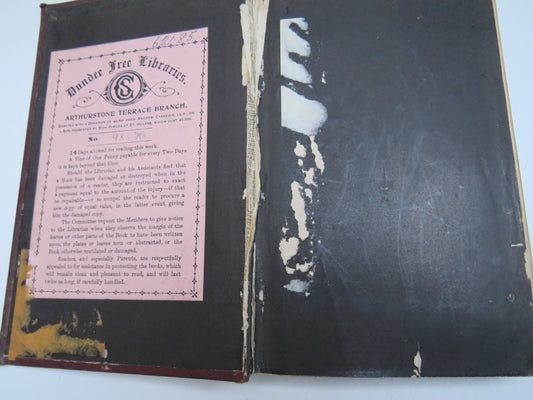 621.85
Dundee Free Libraries.
ARTHURSTONE TERRACE BRANCH.
No. 98.76
14 Days allowed for reading this work.
A Fine of One Penny payable for every Two Days
it is kept beyond that time.
Should the Librarian and his Assistants find that
a Book has been damaged or destroyed when in the
possession of a reader, they are instructed to exact
a payment equal to the amount of the injury—if that
be reparable—or to compel the reader to procure a
new copy of equal value, in the latter event giving
him the damaged copy.
The Committee request the Members to give notice
to the Librarian when they observe the margin of the
leaves or other parts of the Book to have been written
upon, the plates or leaves torn or abstracted, or the
Book otherwise mutilated or damaged.
Readers, and especially Parents, are respectfully
appealed to for assistance in protecting the books, which
will remain clean and pleasant to read, and will last
twice as long, if carefully handled.